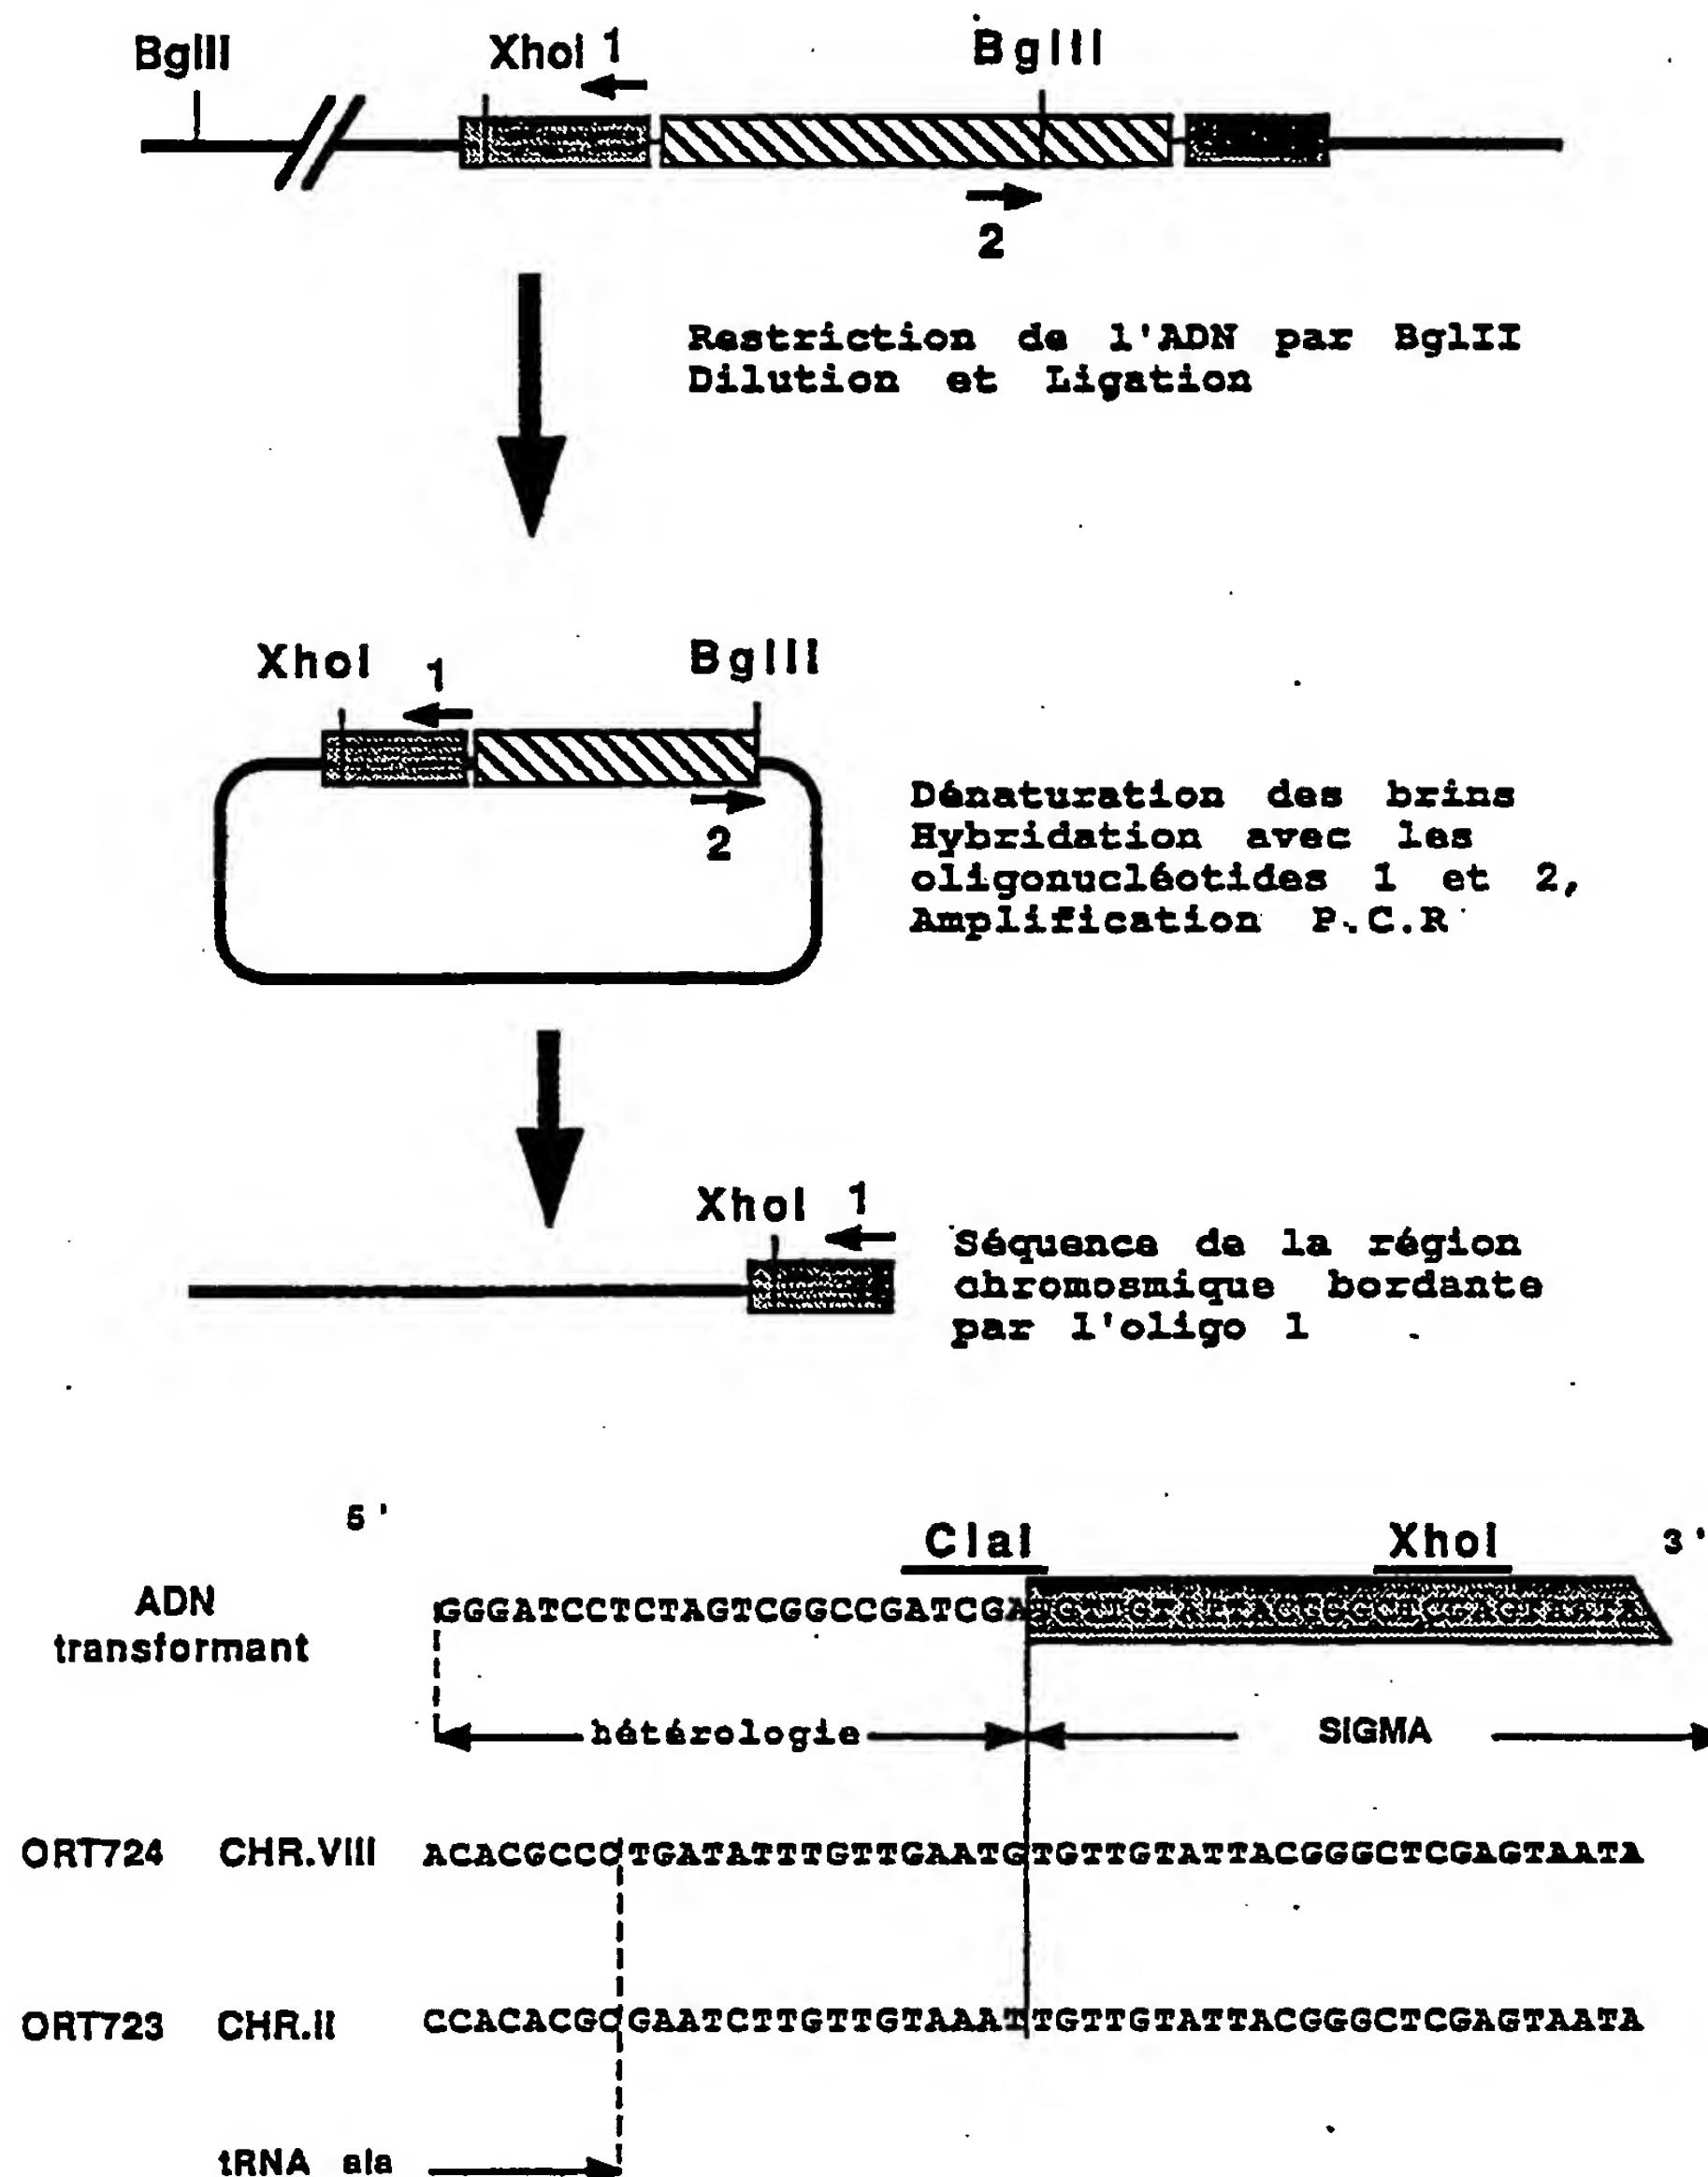 BglII
XhoI 1
BglII
2
Restriction de l'ADN par BglII
Dilution et Ligation
XhoI 1
BglII
2
Dénaturation des brins
Hybridation avec les
oligonucléotides 1 et 2,
Amplification P.C.R
XhoI 1
Séquence de la région
chromosmique bordante
par l'oligo 1
5'
ClaI
XhoI
3'
ADN
transformant
GGGATCCTCTAGTCGGCCGATCGA
hétérologie
SIGMA
ORT724 CHR.VIII ACACGCCCTGATATTTGTTGAATGTGTTGTATTACGGGCTCGAGTAATA
ORT723 CHR.II CCACACGCGAATCTTGTTGTAAATTGTTGTATTACGGGCTCGAGTAATA
tRNA ala